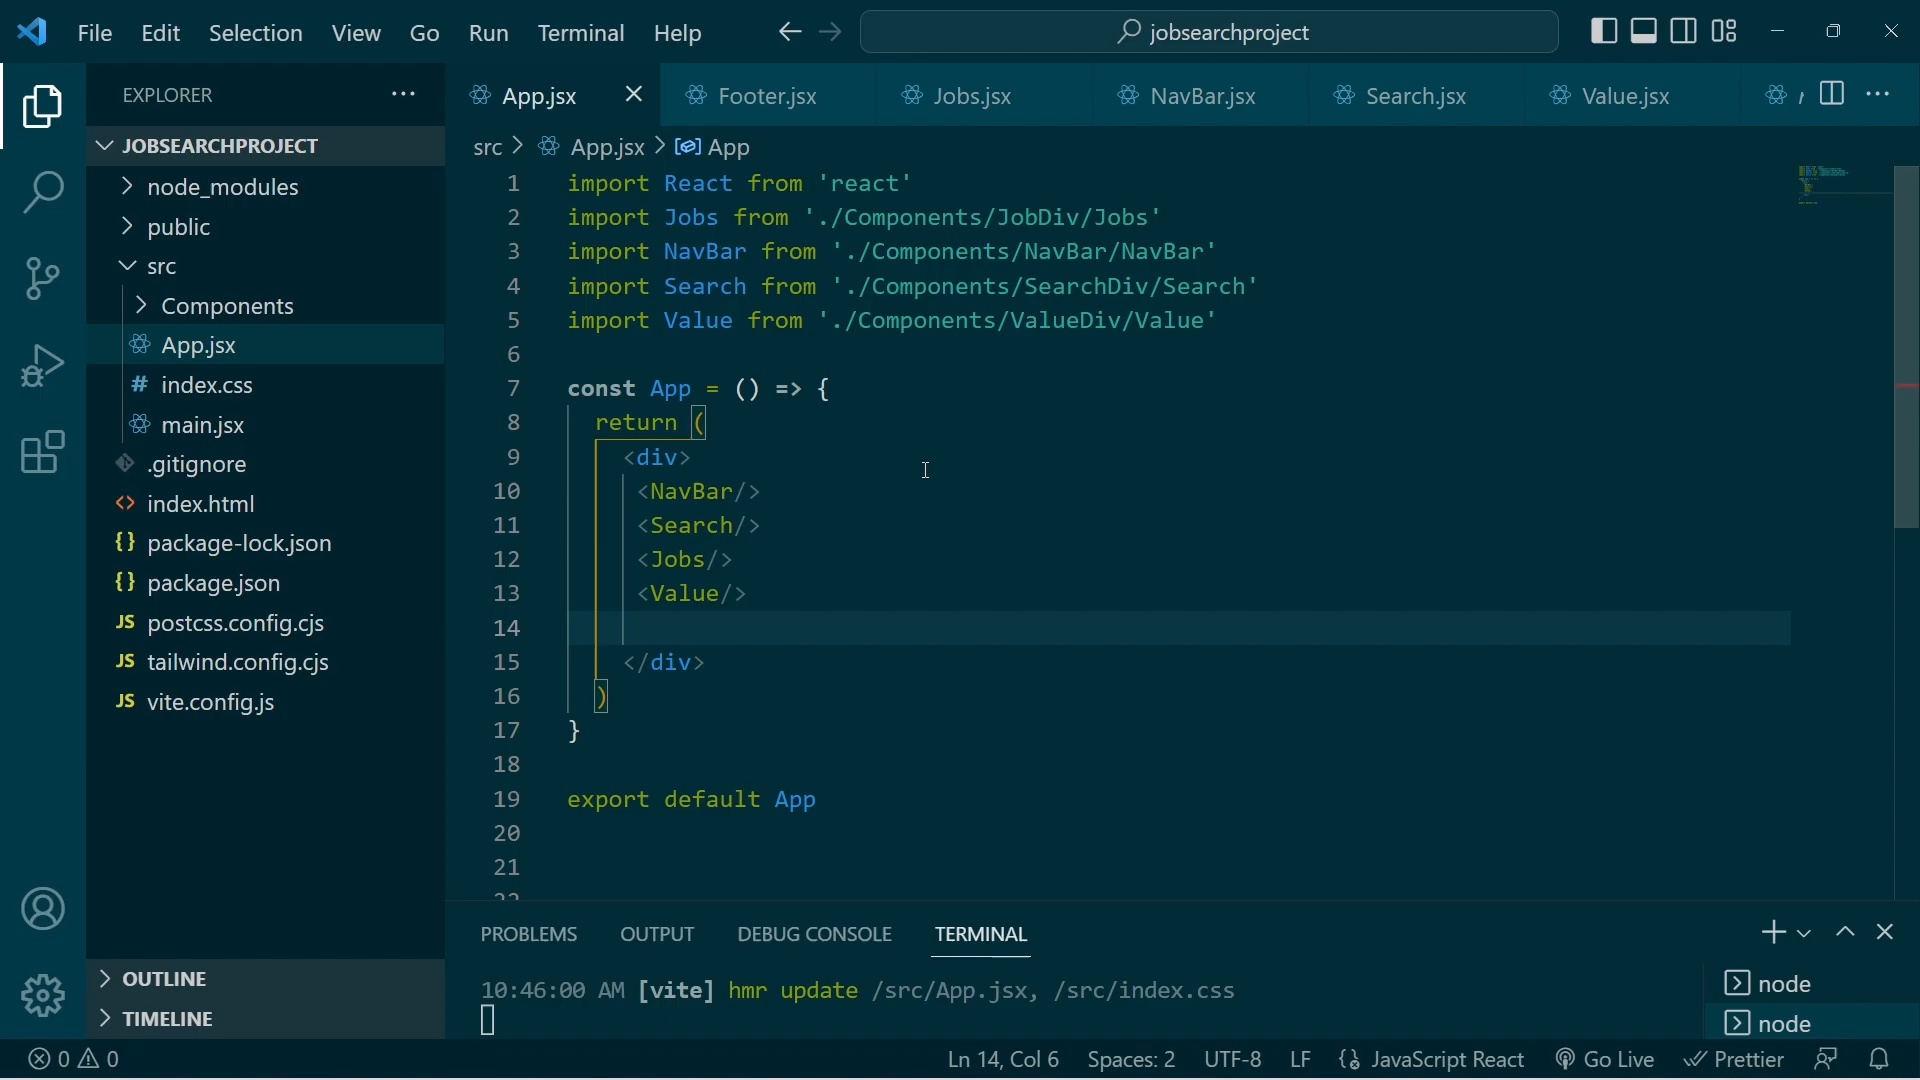 File Edit Selection View Go Run Terminal Help
jobsearchproject
EXPLORER
JOBSEARCHPROJECT
node_modules
public
src
Components
App.jsx
# index.css
main.jsx
.gitignore
<> index.html
{} package-lock.json
{} package.json
JS postcss.config.cjs
JS tailwind.config.cjs
JS vite.config.js
OUTLINE
TIMELINE
App.jsx Footer.jsx Jobs.jsx NavBar.jsx Search.jsx Value.jsx
src > App.jsx > App
1 import React from 'react'
2 import Jobs from './Components/JobDiv/Jobs'
3 import NavBar from './Components/NavBar/NavBar'
4 import Search from './Components/SearchDiv/Search'
5 import Value from './Components/ValueDiv/Value'
6
7 const App = () => {
8 return (
9 <div>
10 <NavBar/>
11 <Search/>
12 <Jobs/>
13 <Value/>
14
15 </div>
16 )
17 }
18
19 export default App
20
21
22
PROBLEMS OUTPUT DEBUG CONSOLE TERMINAL
10:46:00 AM [vite] hmr update /src/App.jsx, /src/index.css
node
node
0 0 Ln 14, Col 6 Spaces: 2 UTF-8 LF JavaScript React Go Live Prettier